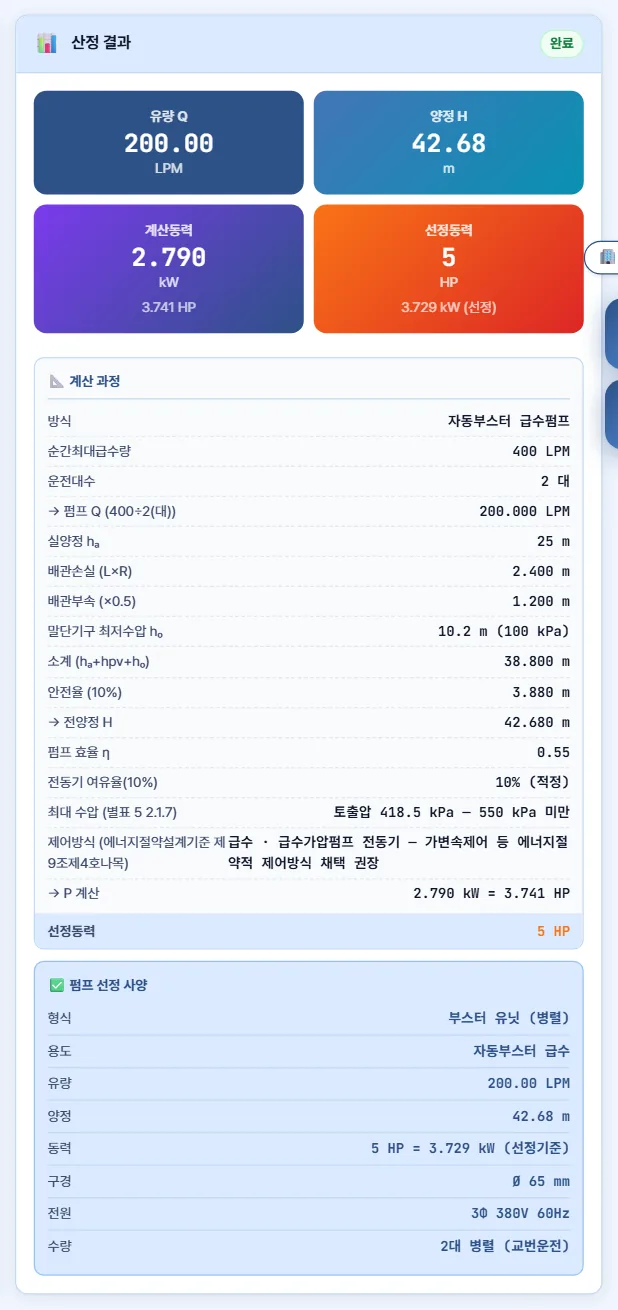 산정 결과
완료
유량 Q
200.00
LPM
양정 H
42.68
m
계산동력
2.790
kW
3.741 HP
선정동력
5
HP
3.729 kW (선정)
계산 과정
방식 자동부스터 급수펌프
순간최대급수량 400 LPM
운전대수 2 대
→ 펌프 Q (400÷2(대)) 200.000 LPM
실양정 hₐ 25 m
배관손실 (L×R) 2.400 m
배관부속 (×0.5) 1.200 m
말단기구 최저수압 hₒ 10.2 m (100 kPa)
소계 (hₐ+hpv+hₒ) 38.800 m
안전율 (10%) 3.880 m
→ 전양정 H 42.680 m
펌프 효율 η 0.55
전동기 여유율(10%) 10% (적정)
최대 수압 (별표 5 2.1.7) 토출압 418.5 kPa — 550 kPa 미만
제어방식 (에너지절약설계기준 제 급수 · 급수가압펌프 전동기 — 가변속제어 등 에너지절
9조제4호나목) 약적 제어방식 채택 권장
→ P 계산 2.790 kW = 3.741 HP
선정동력 5 HP
펌프 선정 사양
형식 부스터 유닛 (병렬)
용도 자동부스터 급수
유량 200.00 LPM
양정 42.68 m
동력 5 HP = 3.729 kW (선정기준)
구경 Ø 65 mm
전원 3Φ 380V 60Hz
수량 2대 병렬 (교번운전)